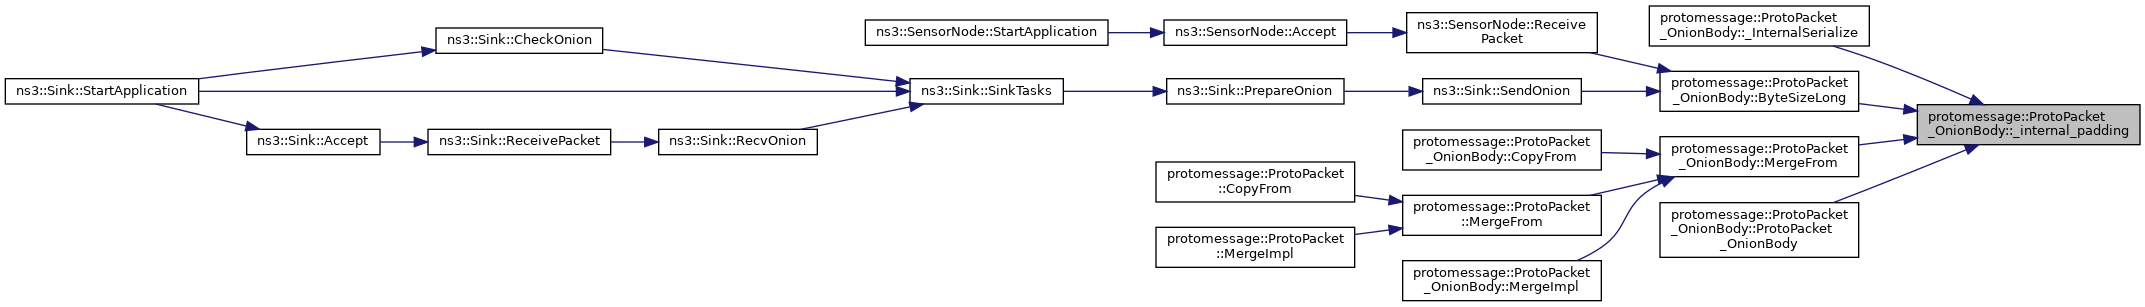 ns3::Sink::StartApplication
ns3::Sink::CheckOnion
ns3::Sink::Accept
ns3::Sink::ReceivePacket
ns3::Sink::RecvOnion
ns3::SensorNode::StartApplication
ns3::Sink::SinkTasks
ns3::SensorNode::Accept
ns3::Sink::PrepareOnion
protomessage::ProtoPacket
::CopyFrom
protomessage::ProtoPacket
::MergeImpl
ns3::SensorNode::Receive
Packet
ns3::Sink::SendOnion
protomessage::ProtoPacket
_OnionBody::CopyFrom
protomessage::ProtoPacket
::MergeFrom
protomessage::ProtoPacket
_OnionBody::MergeImpl
protomessage::ProtoPacket
_OnionBody::_InternalSerialize
protomessage::ProtoPacket
_OnionBody::ByteSizeLong
protomessage::ProtoPacket
_OnionBody::MergeFrom
protomessage::ProtoPacket
_OnionBody::ProtoPacket
_OnionBody
protomessage::ProtoPacket
_OnionBody::_internal_padding